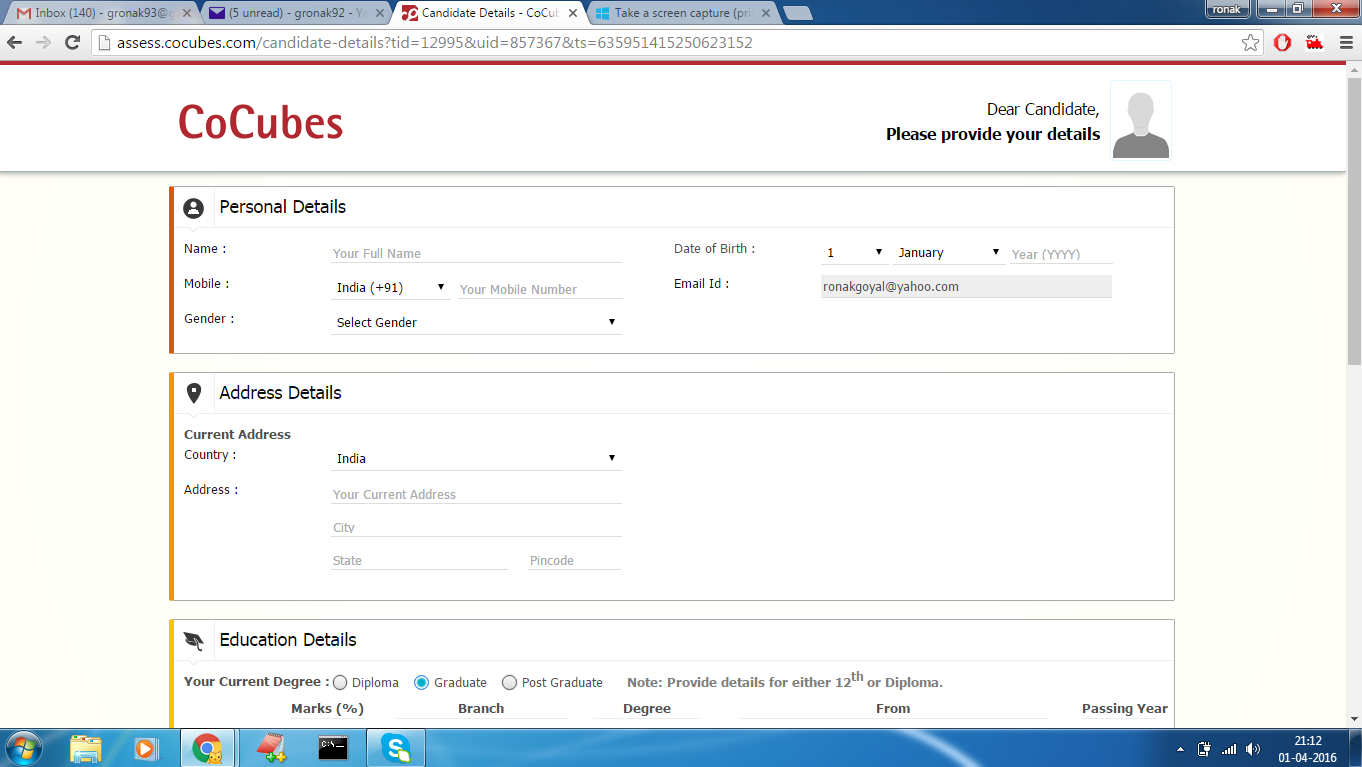 Inbox (140) - gronak93@g
(5 unread) - gronak92 - Ya
Candidate Details - CoCub
Take a screen capture (pri
ronak
assess.cocubes.com/candidate-details?tid=12995&uid=857367&ts=635951415250623152
CoCubes
Dear Candidate,
Please provide your details
Personal Details
Name :
Your Full Name
Date of Birth :
1
January
Year (YYYY)
Mobile :
India (+91)
Your Mobile Number
Email Id :
ronakgoyal@yahoo.com
Gender :
Select Gender
Address Details
Current Address
Country :
India
Address :
Your Current Address
City
State
Pincode
Education Details
Your Current Degree :
Diploma
Graduate
Post Graduate
Note: Provide details for either 12th or Diploma.
Marks (%)
Branch
Degree
From
Passing Year
C:\_
21:12
01-04-2016